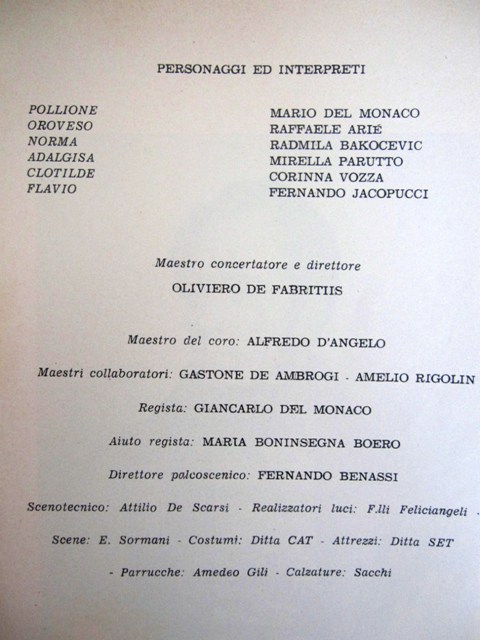 PERSONAGGI ED INTERPRETI
POLLIONE MARIO DEL MONACO
OROVESO RAFFAELE ARIÉ
NORMA RADMILA BAKOCEVIC
ADALGISA MIRELLA PARUTTO
CLOTILDE CORINNA VOZZA
FLAVIO FERNANDO JACOPUCCI
Maestro concertatore e direttore
OLIVIERO DE FABRITIIS
Maestro del coro: ALFREDO D'ANGELO
Maestri collaboratori: GASTONE DE AMBROGI - AMELIO RIGOLIN
Regista: GIANCARLO DEL MONACO
Aiuto regista: MARIA BONINSEGNA BOERO
Direttore palcoscenico: FERNANDO BENASSI
Scenotecnico: Attilio De Scarsi - Realizzatori luci: F.lli Feliciangeli -
Scene: E. Sormani - Costumi: Ditta CAT - Attrezzi: Ditta SET
- Parrucche: Amedeo Gili - Calzature: Sacchi